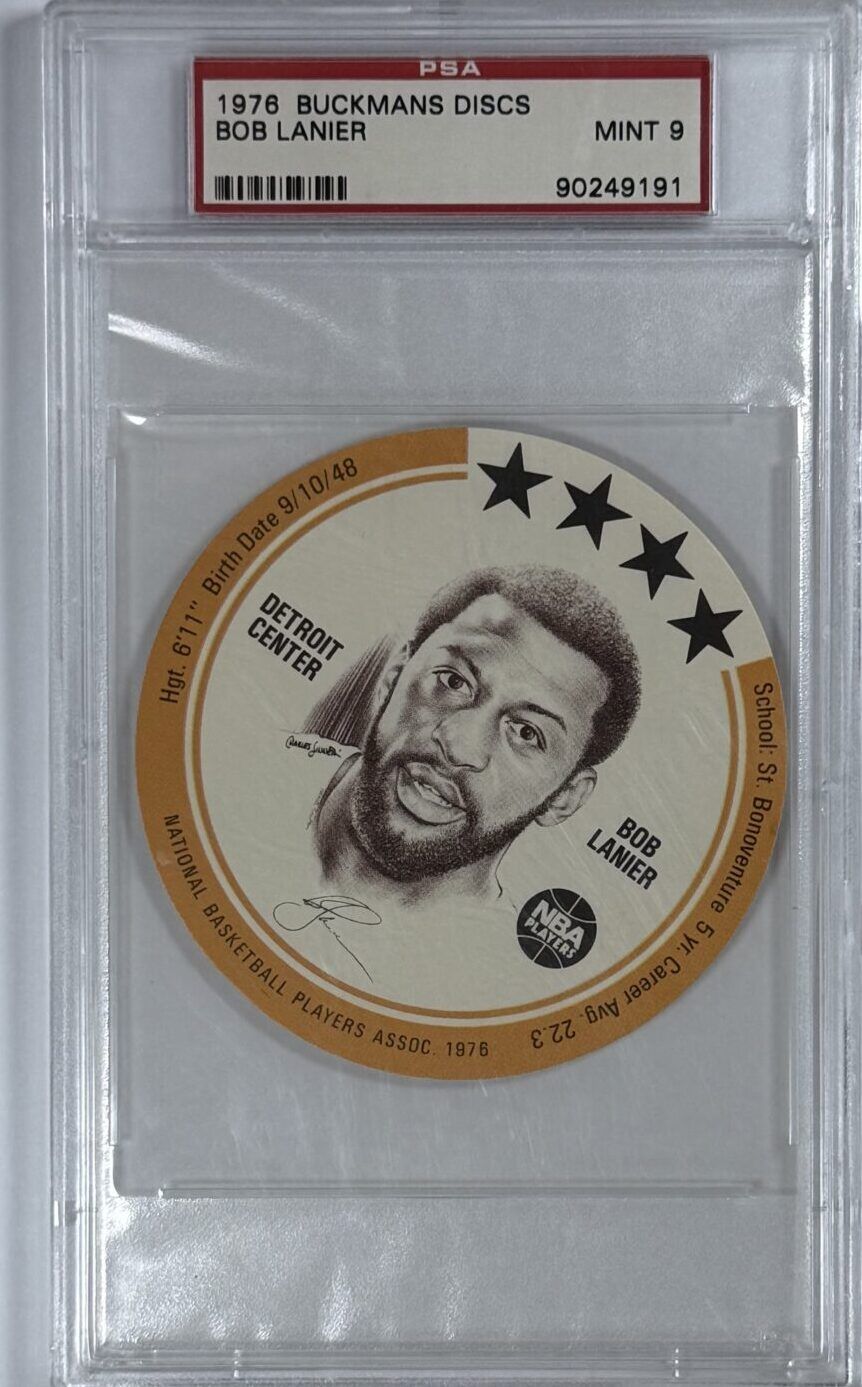 PSA
1976 BUCKMANS DISCS
BOB LANIER MINT 9
90249191
Hgt. 6'11" Birth Date 9/10/48
DETROIT
CENTER
School: St. Bonoventure 5 yr. Career Avg. 22.3
BOB
LANIER
NBA
PLAYERS
NATIONAL BASKETBALL PLAYERS ASSOC. 1976